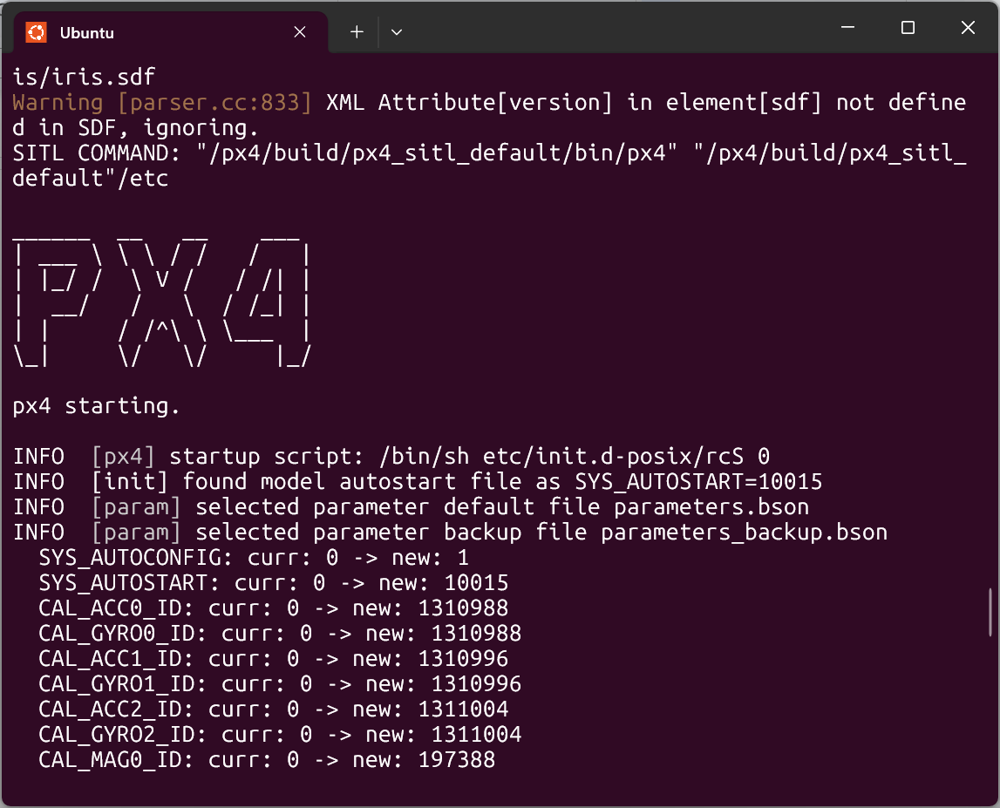 Ubuntu
is/iris.sdf
Warning [parser.cc:833] XML Attribute[version] in element[sdf] not define
d in SDF, ignoring.
SITL COMMAND: "/px4/build/px4_sitl_default/bin/px4" "/px4/build/px4_sitl_
default"/etc
______  __   __    ___
| ___ \ \ \ / /   /   |
| |_/ /  \ V /   / /| |
|  __/   /   \  / /_| |
| |     / /^\ \ \___  |
\_|     \/   \/     |_/
px4 starting.
INFO  [px4] startup script: /bin/sh etc/init.d-posix/rcS 0
INFO  [init] found model autostart file as SYS_AUTOSTART=10015
INFO  [param] selected parameter default file parameters.bson
INFO  [param] selected parameter backup file parameters_backup.bson
  SYS_AUTOCONFIG: curr: 0 -> new: 1
  SYS_AUTOSTART: curr: 0 -> new: 10015
  CAL_ACC0_ID: curr: 0 -> new: 1310988
  CAL_GYRO0_ID: curr: 0 -> new: 1310988
  CAL_ACC1_ID: curr: 0 -> new: 1310996
  CAL_GYRO1_ID: curr: 0 -> new: 1310996
  CAL_ACC2_ID: curr: 0 -> new: 1311004
  CAL_GYRO2_ID: curr: 0 -> new: 1311004
  CAL_MAG0_ID: curr: 0 -> new: 197388